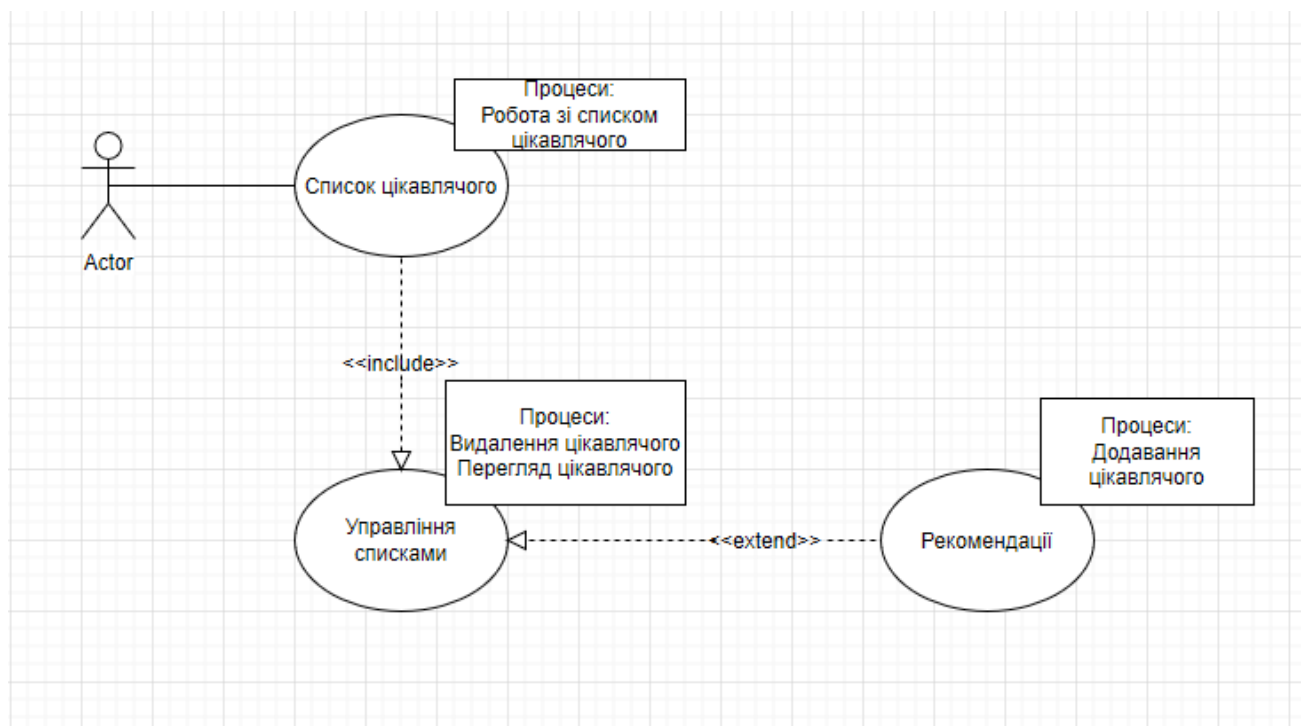 Процеси:
Робота зі списком
цікавлячого
Список цікавлячого
Actor
<<include>>
Процеси:
Видалення цікавлячого
Перегляд цікавлячого
Процеси:
Додавання
цікавлячого
Управління
списками
<<extend>>
Рекомендації